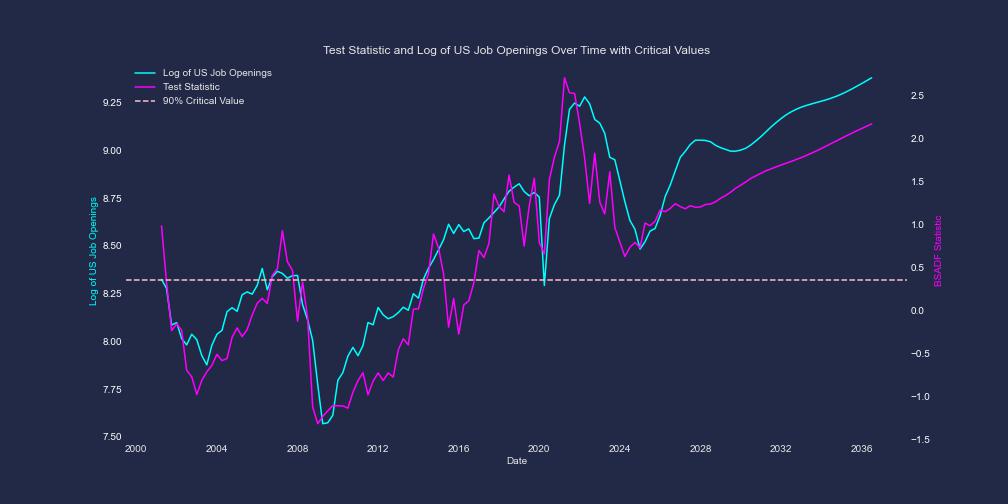 Test Statistic and Log of US Job Openings Over Time with Critical Values
Log of US Job Openings
Test Statistic
90% Critical Value
Log of US Job Openings
9.25
9.00
8.75
8.50
8.25
8.00
7.75
7.50
2.5
2.0
1.5
1.0
0.5
0.0
−0.5
−1.0
−1.5
BSADF Statistic
2000 2004 2008 2012 2016 2020 2024 2028 2032 2036
Date